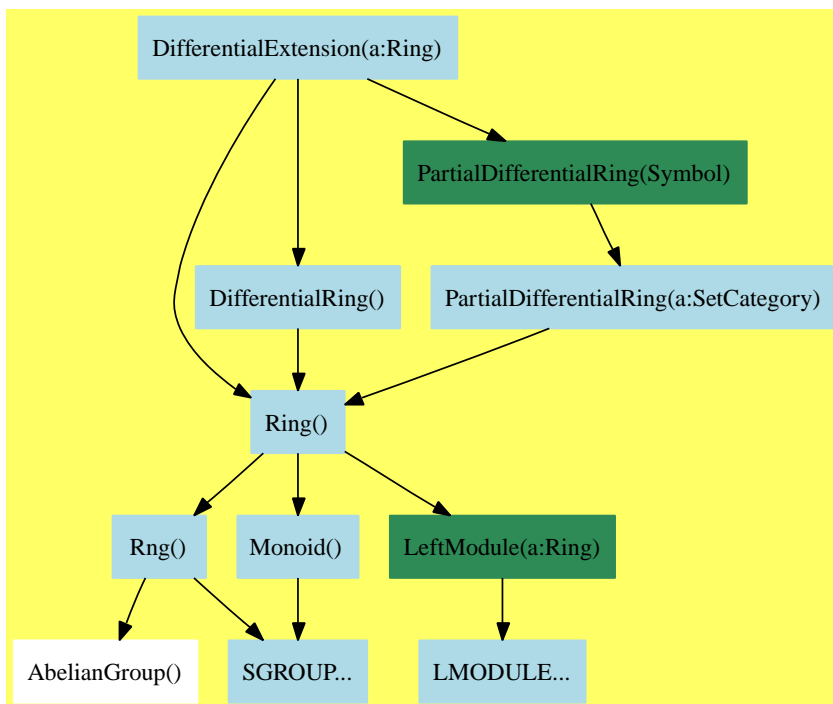 DifferentialExtension(a:Ring)
PartialDifferentialRing(Symbol)
DifferentialRing()
PartialDifferentialRing(a:SetCategory)
Ring()
Rng()
Monoid()
LeftModule(a:Ring)
AbelianGroup()
SGROUP...
LMODULE...